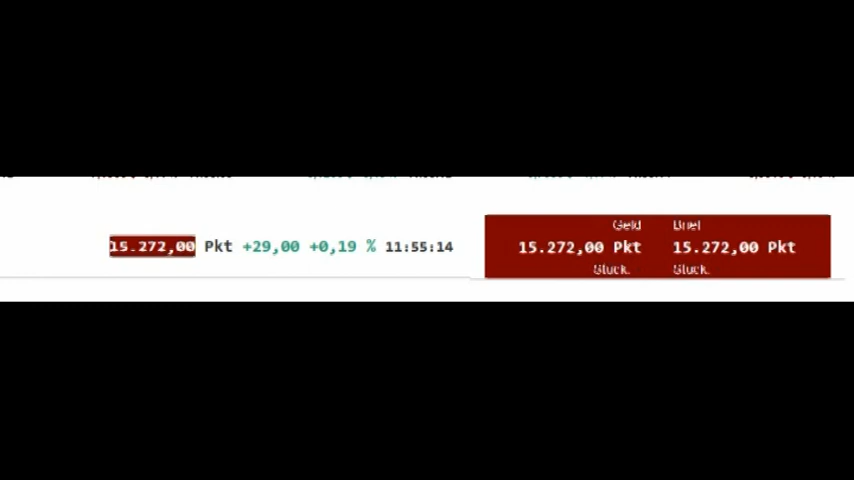 Geld Brief
15.272,00 Pkt +29,00 +0,19 % 11:55:14 15.272,00 Pkt 15.272,00 Pkt
Stück. Stück.